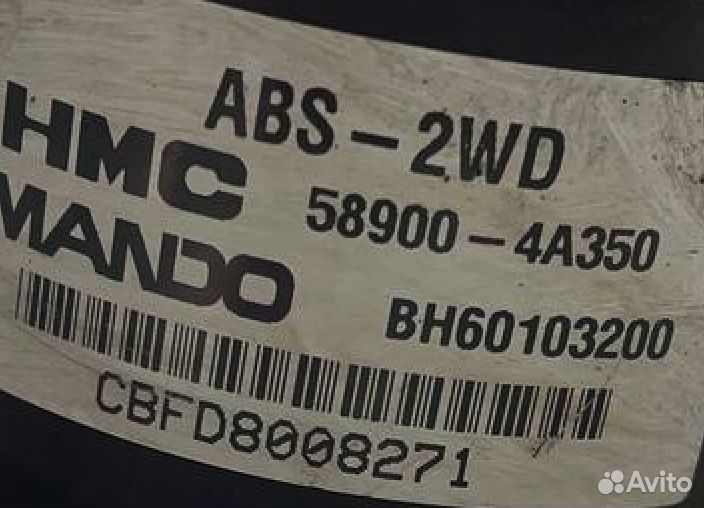 ABS-2WD
HMC
58900-4A350
MANDO
BH60103200
CBFD8008271
Avito